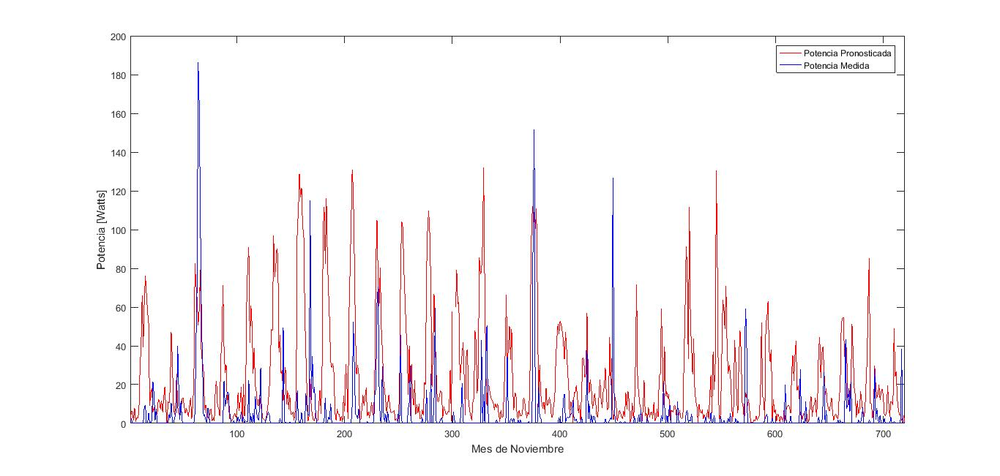 200
180
160
140
120
100
80
60
40
20
0
Potencia [Watts]
Potencia Pronosticada
Potencia Medida
100 200 300 400 500 600 700
Mes de Noviembre